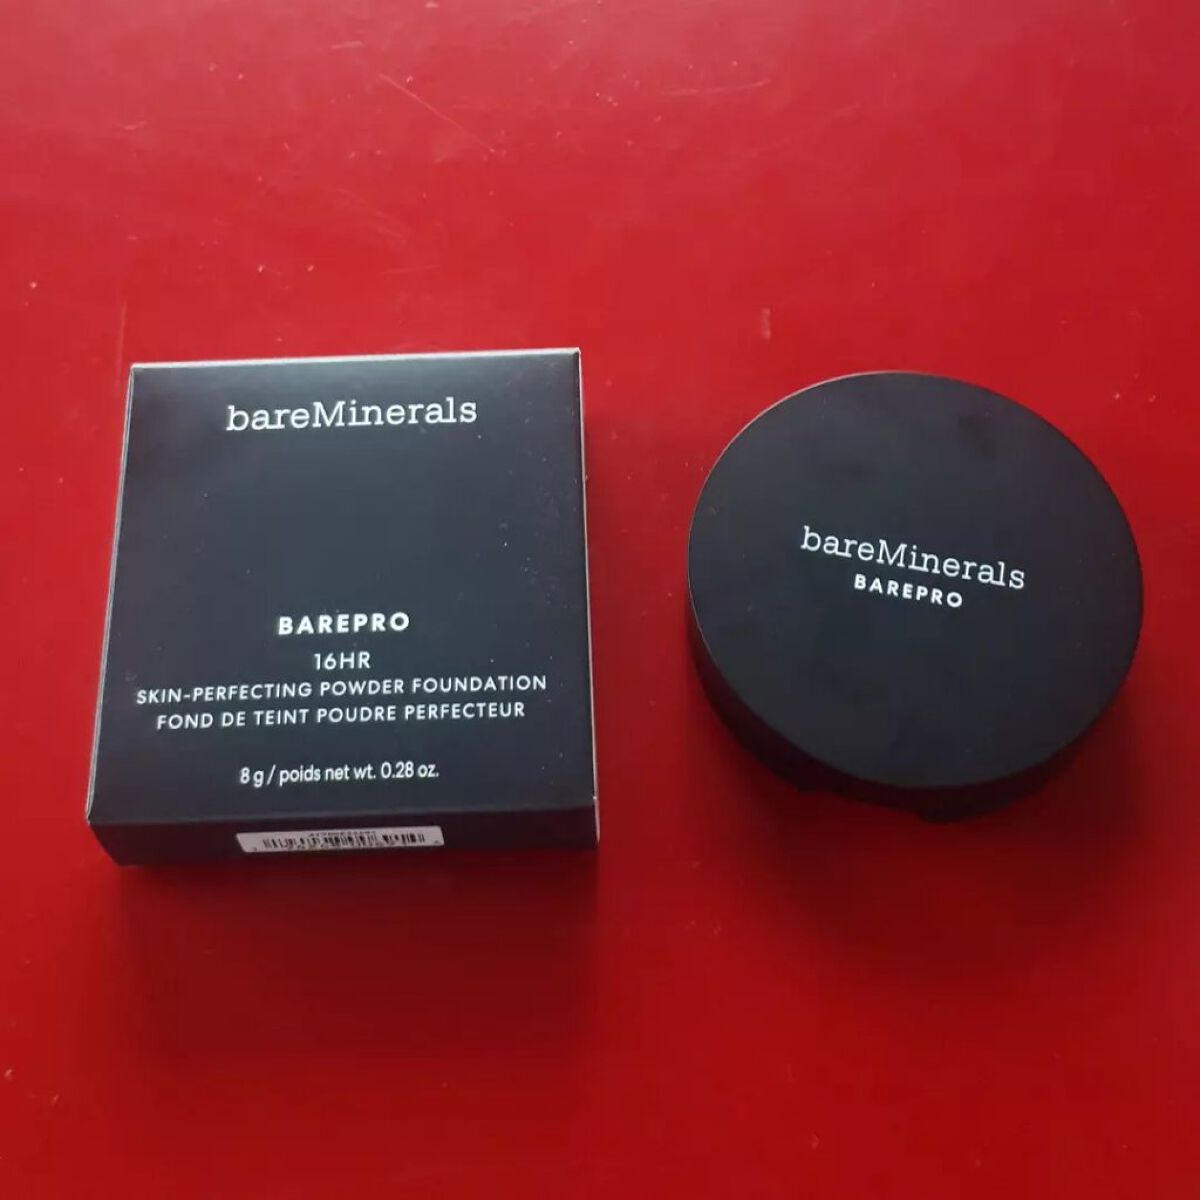 bareMinerals
BAREPRO
16HR
SKIN-PERFECTING POWDER FOUNDATION
FOND DE TEINT POUDRE PERFECTEUR
8 g / poids net wt. 0.28 oz.
bareMinerals
BAREPRO